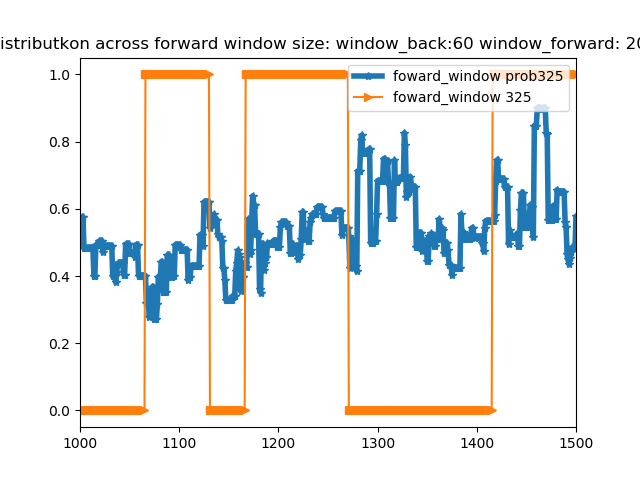 istributkon across forward window size: window_back:60 window_forward: 20
foward_window prob325
foward_window 325
1.0
0.8
0.6
0.4
0.2
0.0
1000 1100 1200 1300 1400 1500